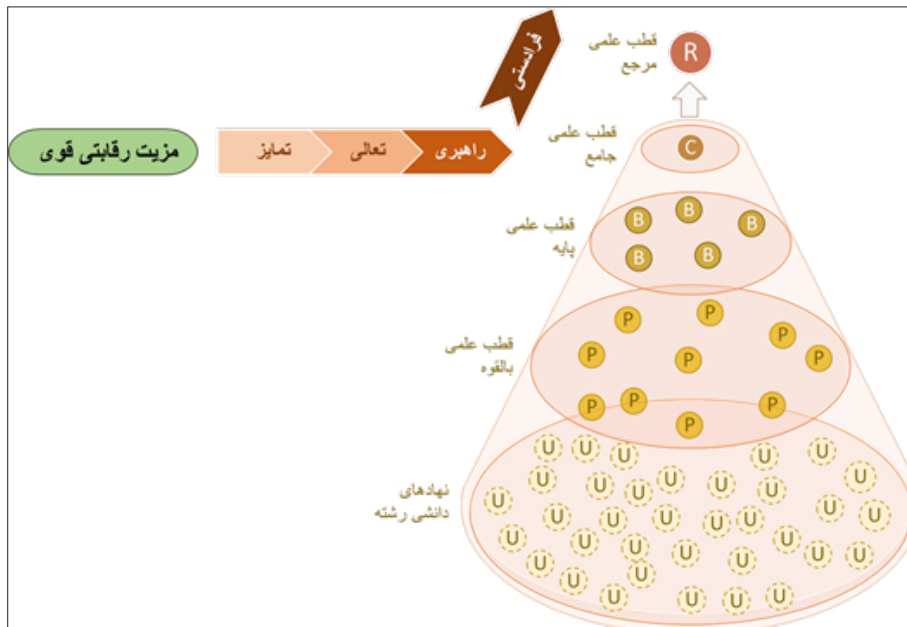 فرادستی
قطب علمی
مرجع
R
مزیت رقابتی قوی
تمایز
تعالی
راهبری
قطب علمی
جامع
C
قطب علمی
پایه
B B B
B B
قطب علمی
بالقوه
P P P
P P P
P P P
P
نهادهای
دانشی رشته
U U U U U
U U U U U U U
U U U U U U U U
U U U U U U U U
U U U
U U U U